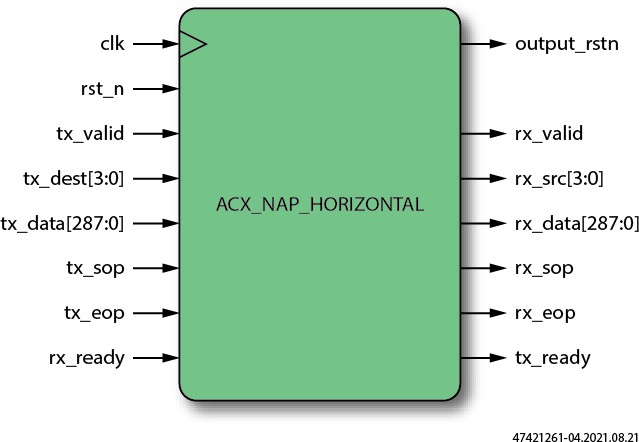 clk
output_rstn
rst_n
tx_valid
rx_valid
tx_dest[3:0]
rx_src[3:0]
ACX_NAP_HORIZONTAL
tx_data[287:0]
rx_data[287:0]
tx_sop
rx_sop
tx_eop
rx_eop
rx_ready
tx_ready
47421261-04.2021.08.21